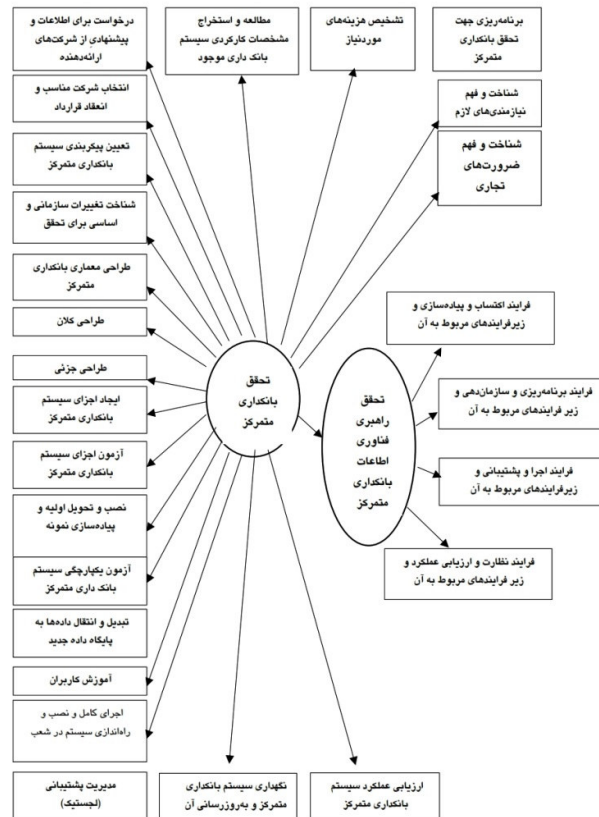 برنامه‌ریزی جهت
تحقق بانکداری
متمرکز
تشخیص هزینه‌های
موردنیاز
مطالعه و استخراج
مشخصات کارکردی سیستم
بانک داری موجود
درخواست برای اطلاعات و
پیشنهادی از شرکت‌های
ارائه‌دهنده
شناخت و فهم
نیازمندی‌های لازم
شناخت و فهم
ضرورت‌های
تجاری
انتخاب شرکت مناسب و
انعقاد قرارداد
تعیین پیکربندی سیستم
بانکداری متمرکز
شناخت تغییرات سازمانی و
اساسی برای تحقق
طراحی معماری بانکداری
متمرکز
طراحی کلان
طراحی جزئی
ایجاد اجزای سیستم
بانکداری متمرکز
آزمون اجزای سیستم
بانکداری متمرکز
نصب و تحویل اولیه و
پیاده‌سازی نمونه
آزمون یکپارچگی سیستم
بانک داری متمرکز
تبدیل و انتقال داده‌ها به
پایگاه داده جدید
آموزش کاربران
اجرای کامل و نصب و
راه‌اندازی سیستم در شعب
مدیریت پشتیبانی
(لجستیک)
نگهداری سیستم بانکداری
متمرکز و به‌روزرسانی آن
ارزیابی عملکرد سیستم
بانکداری متمرکز
تحقق
بانکداری
متمرکز
تحقق
راهبری
فناوری
اطاعات
بانکداری
متمرکز
فرایند اکتساب و پیاده‌سازی و
زیرفرایندهای مربوط به آن
فرایند برنامه‌ریزی و سازمان‌دهی و
زیر فرایندهای مربوط به آن
فرایند اجرا و پشتیبانی و
زیرفرایندهای مربوط به آن
فرایند نظارت و ارزیابی عملکرد و
زیر فرایندهای مربوط به آن